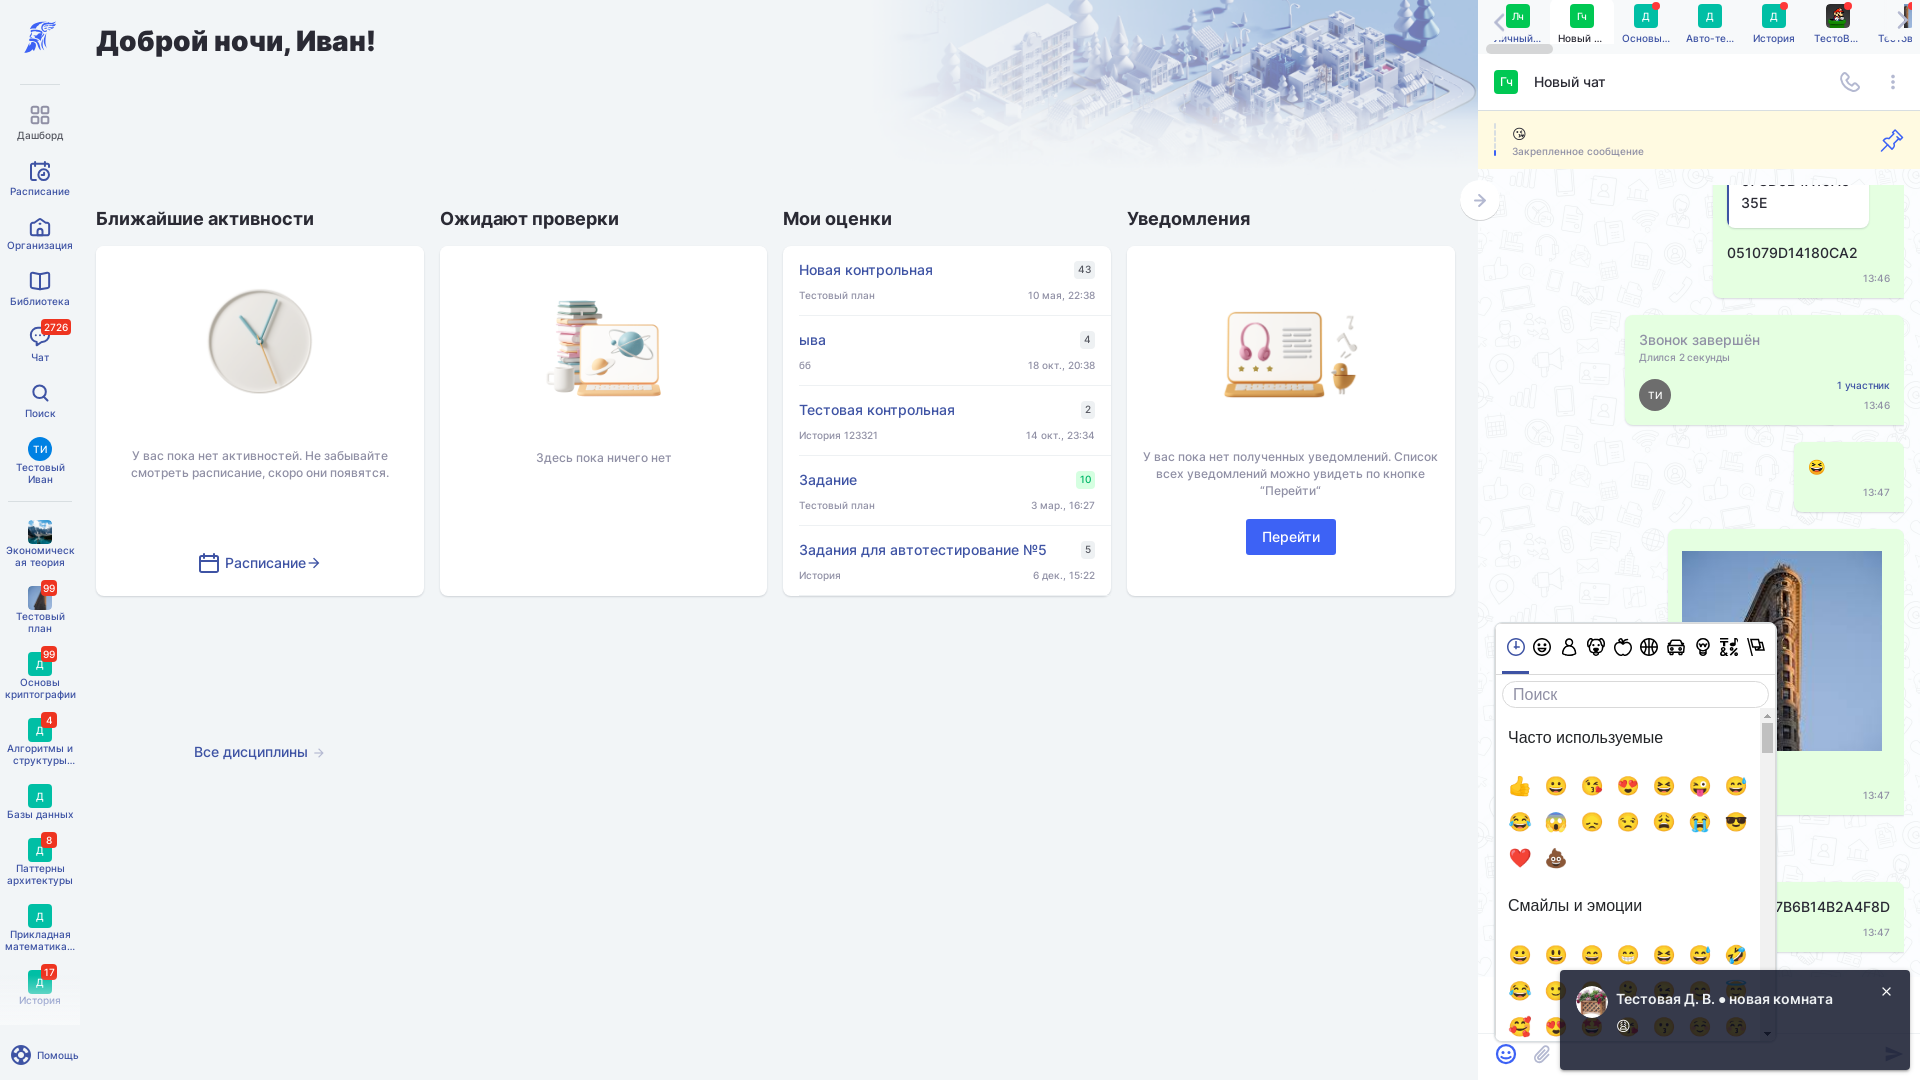 Доброй ночи, Иван!
Дашборд
Расписание
Организация
Библиотека
2726
Чат
Поиск
ТИ
Тестовый
Иван
Экономическ
ая теория
99
Тестовый
план
99
Д
Основы
криптографии
4
Д
Алгоритмы и
структуры...
Д
Базы данных
8
Д
Паттерны
архитектуры
Д
Прикладная
математика...
17
Д
История
Помощь
Ближайшие активности
У вас пока нет активностей. Не забывайте
смотреть расписание, скоро они появятся.
Расписание
Все дисциплины
Ожидают проверки
Здесь пока ничего нет
Мои оценки
Новая контрольная
43
Тестовый план
10 мая, 22:38
ыва
4
бб
18 окт., 20:38
Тестовая контрольная
2
История 123321
14 окт., 23:34
Задание
10
Тестовый план
3 мар., 16:27
Задания для автотестирование №5
5
История
6 дек., 15:22
Уведомления
У вас пока нет полученных уведомлений. Список
всех уведомлений можно увидеть по кнопке
“Перейти”
Перейти
Лч
Личный...
Гч
Новый ...
Д
Основы...
Д
Авто-те...
Д
История
ТестоВ...
Гч
Новый чат
Закрепленное сообщение
35E
051079D14180CA2
13:46
Звонок завершён
Длился 2 секунды
ТИ
1 участник
13:46
13:47
13:47
7B6B14B2A4F8D
13:47
Поиск
Часто используемые
Смайлы и эмоции
Тестовая Д. В. ● новая комната